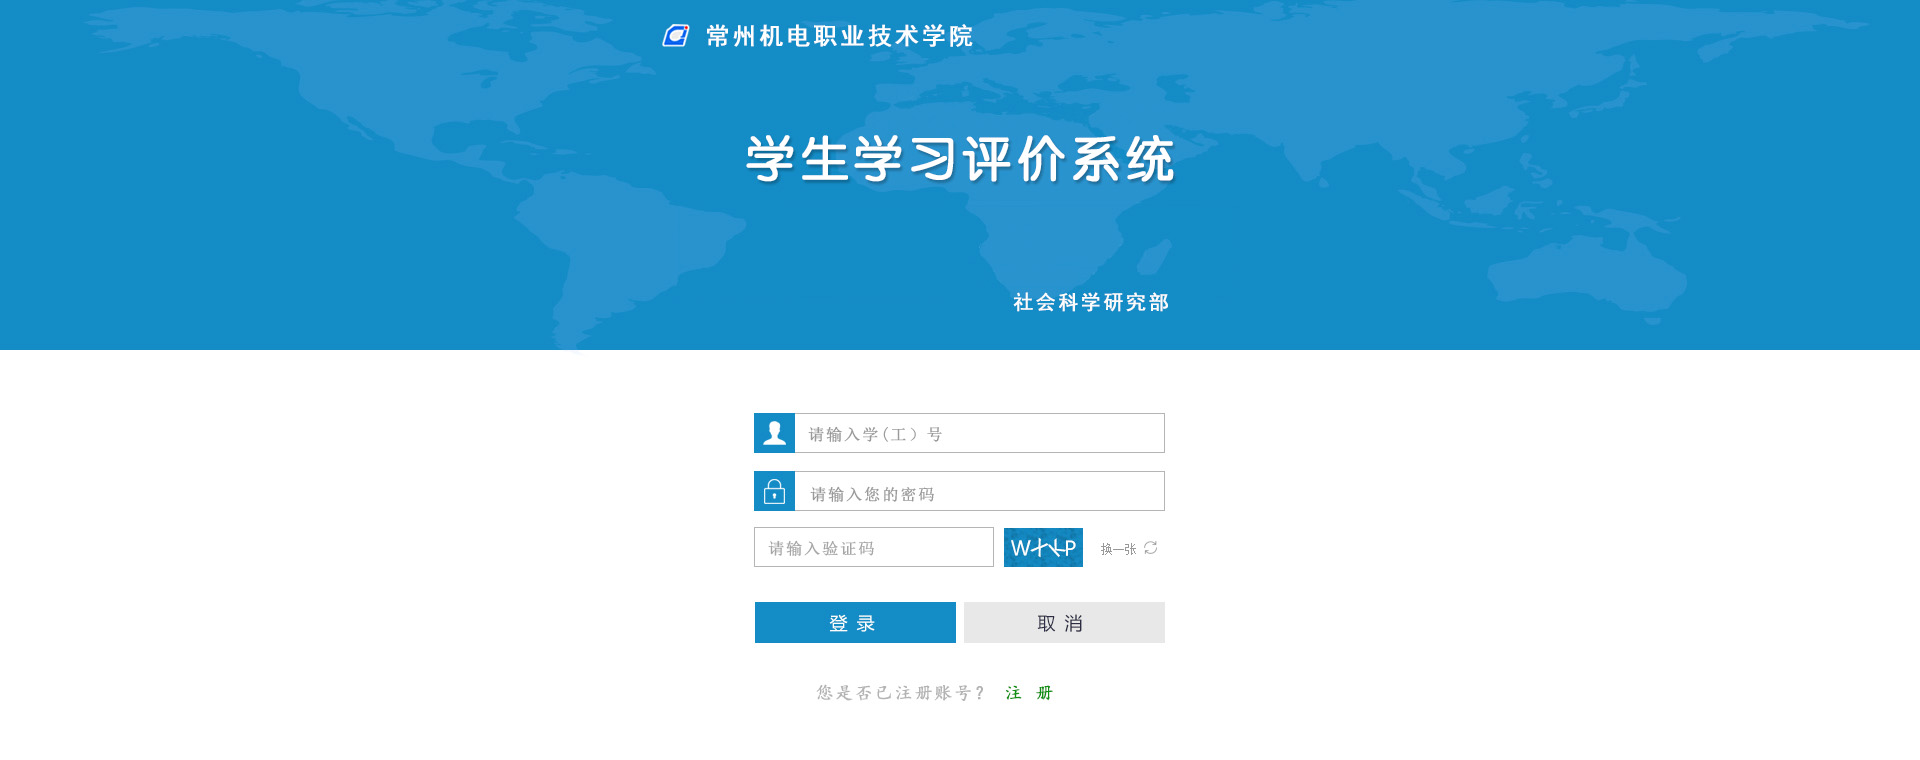 常州机电职业技术学院
学生学习评价系统
社会科学研究部
请输入学(工）号
请输入您的密码
请输入验证码
换一张
登 录 取 消
您是否已注册账号？ 注 册